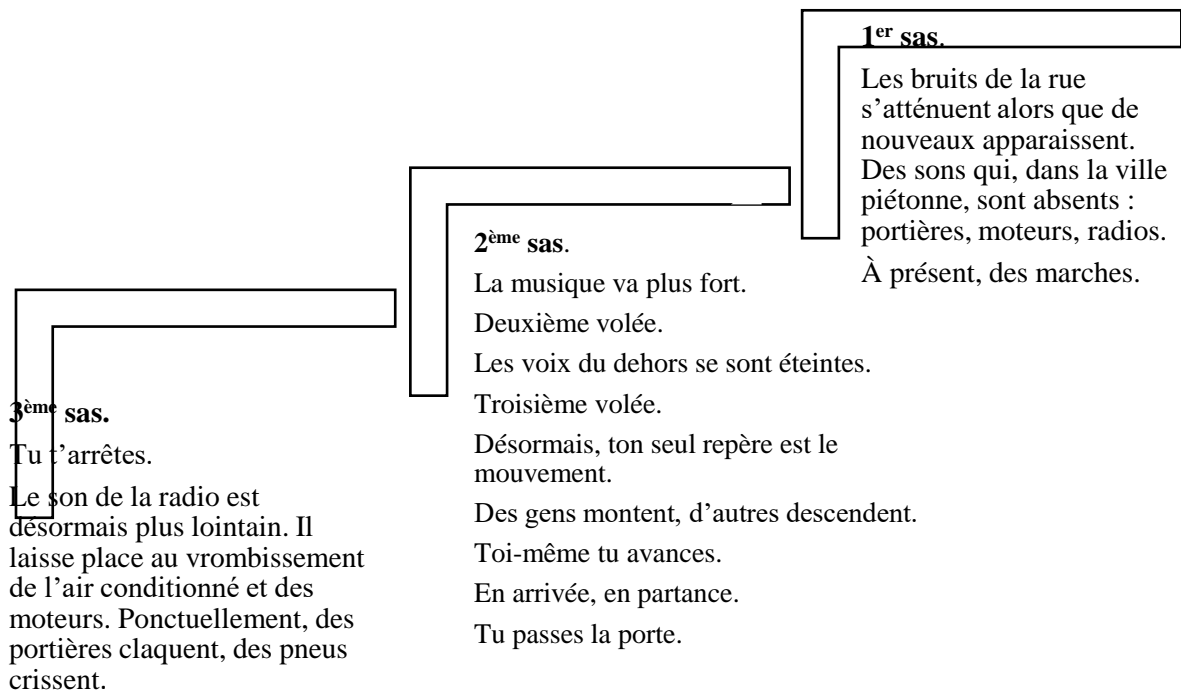 1er sas.
Les bruits de la rue
s’atténuent alors que de
nouveaux apparaissent.
Des sons qui, dans la ville
piétonne, sont absents :
portières, moteurs, radios.
À présent, des marches.
2ème sas.
La musique va plus fort.
Deuxième volée.
Les voix du dehors se sont éteintes.
Troisième volée.
Désormais, ton seul repère est le
mouvement.
Des gens montent, d’autres descendent.
Toi-même tu avances.
En arrivée, en partance.
Tu passes la porte.
3ème sas.
Tu t’arrêtes.
Le son de la radio est
désormais plus lointain. Il
laisse place au vrombissement
de l’air conditionné et des
moteurs. Ponctuellement, des
portières claquent, des pneus
crissent.